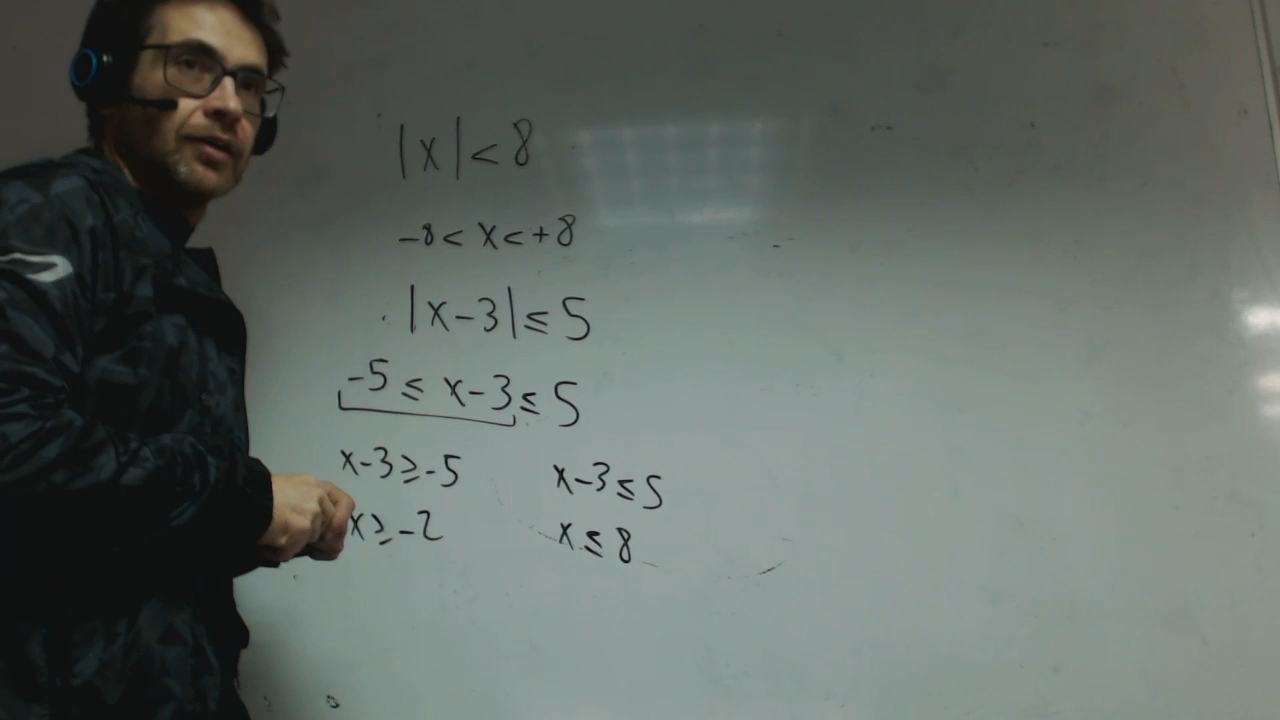 |x| < 8
-8 < x < +8
|x-3| ≤ 5
-5 ≤ x-3 ≤ 5
x-3 ≥ -5
x ≥ -2
x-3 ≤ 5
x ≤ 8